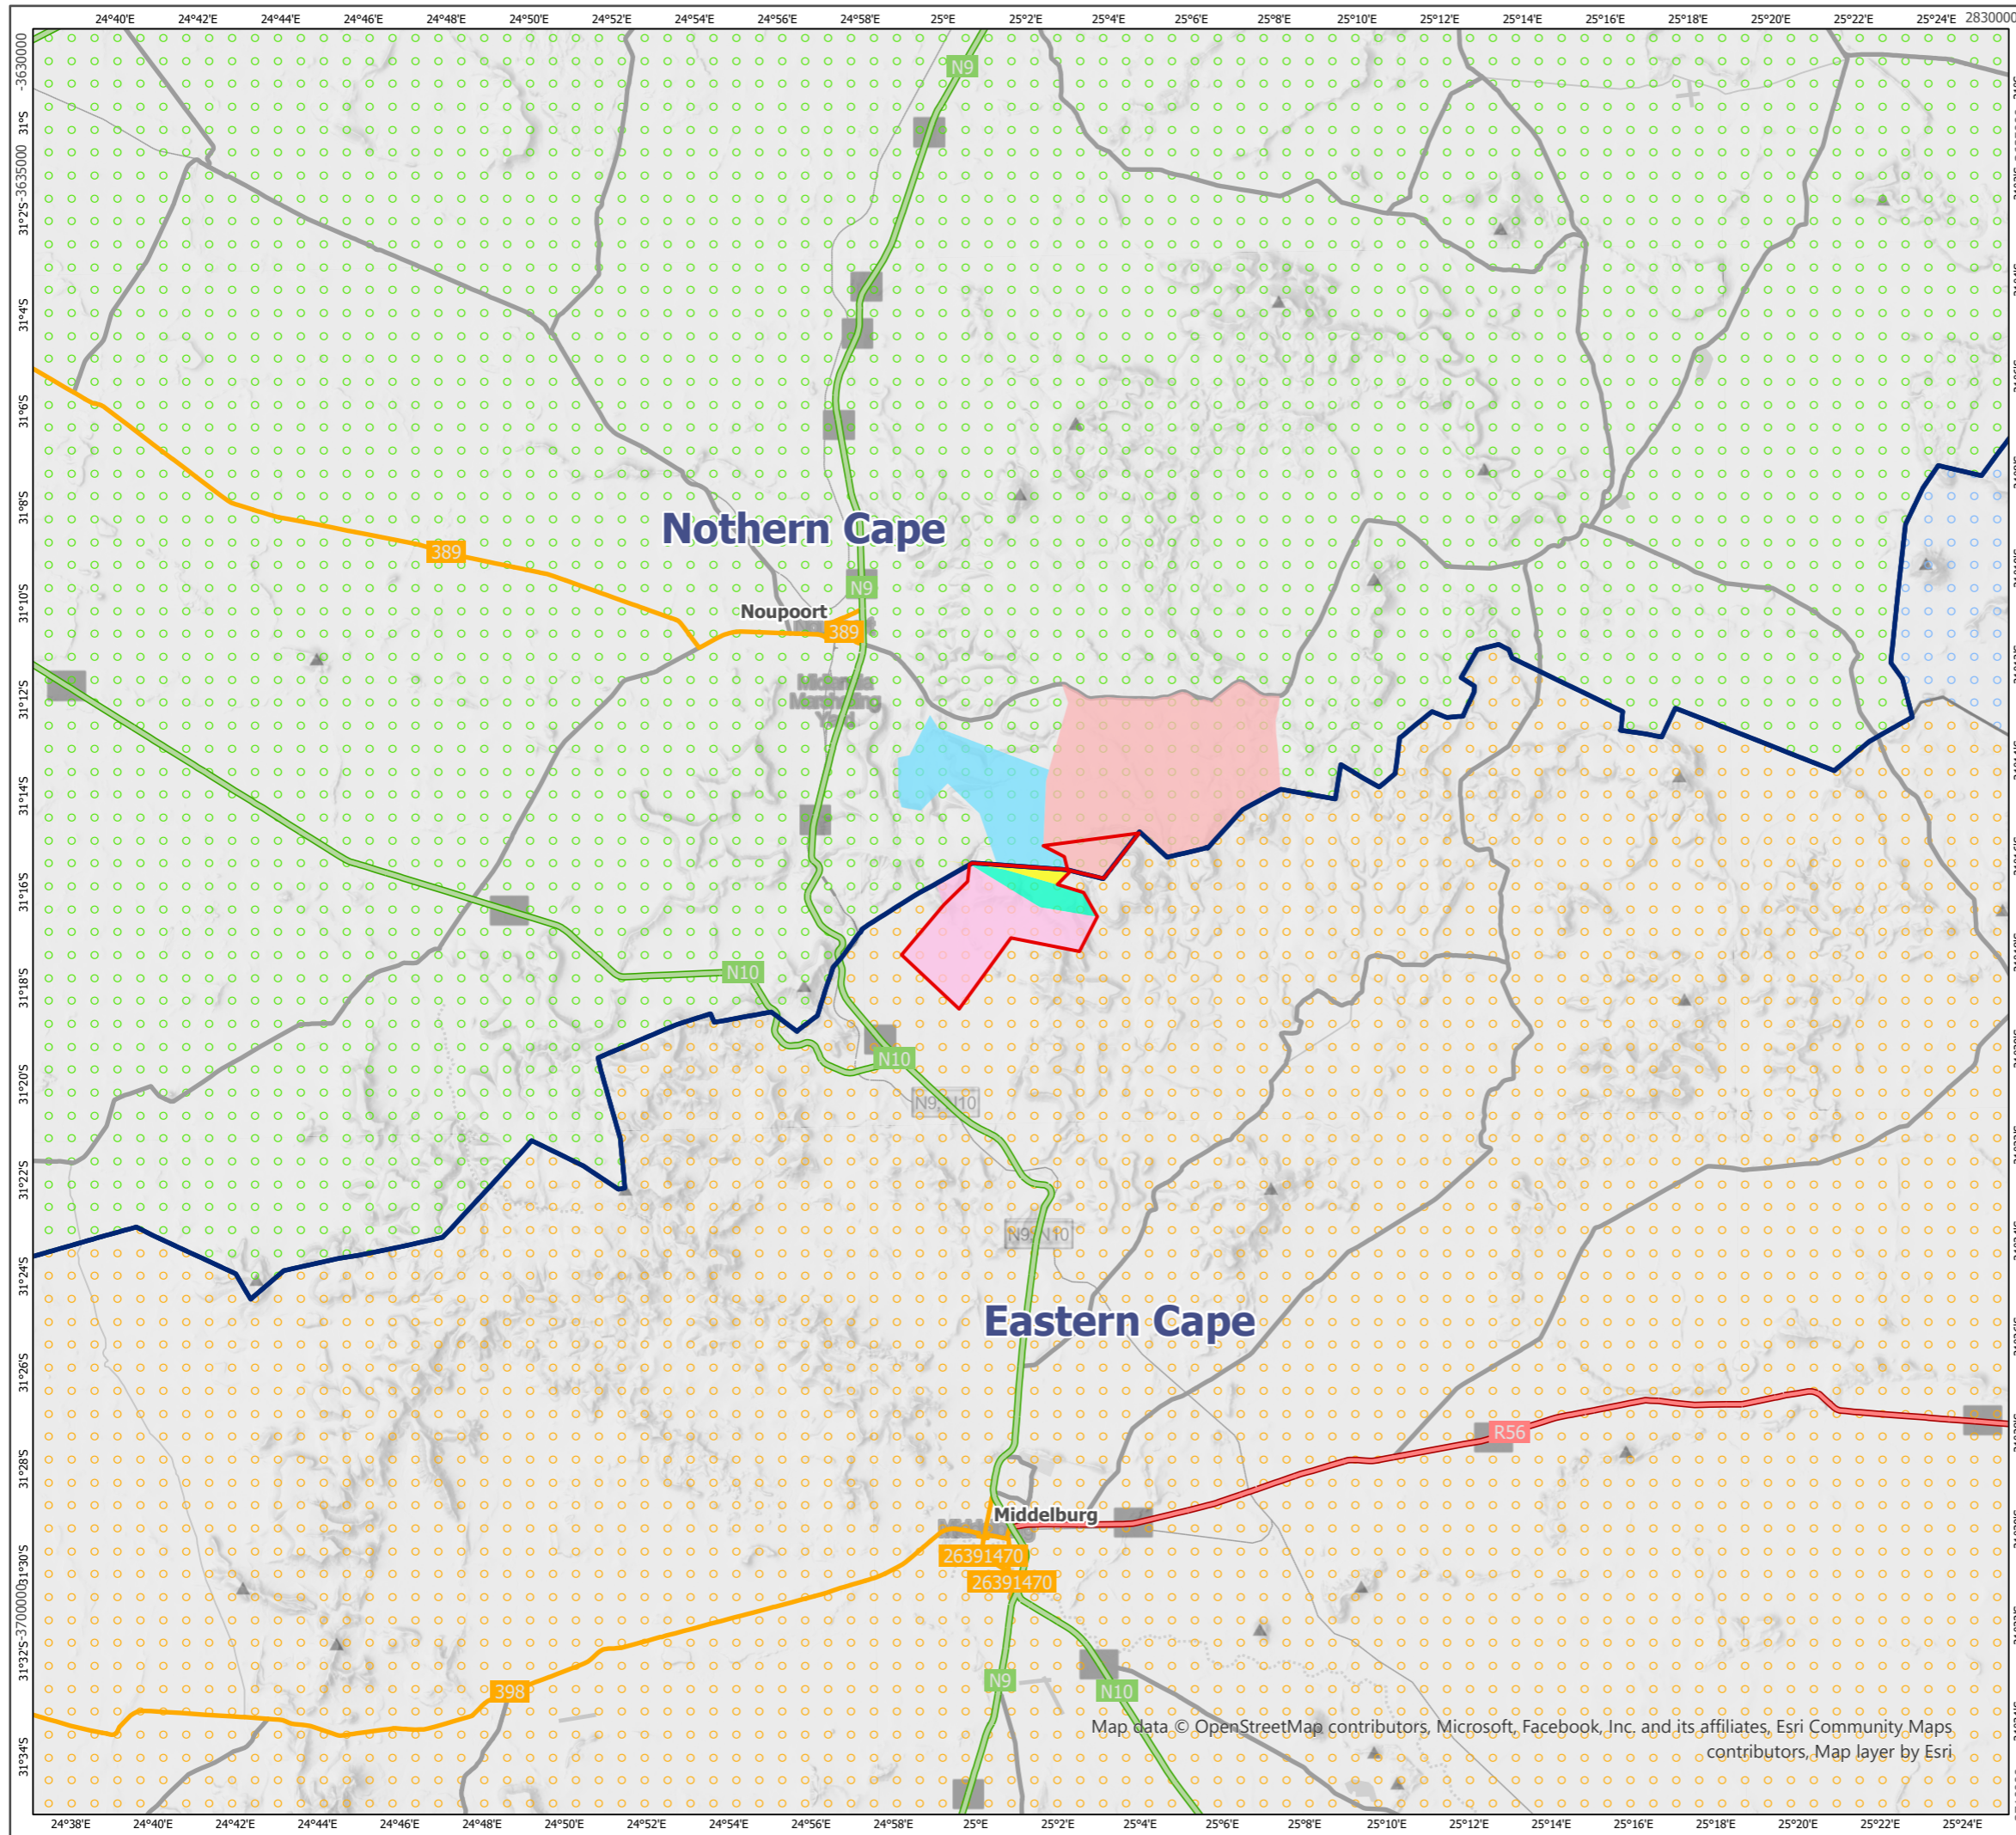 24°40'E 24°42'E 24°44'E 24°46'E 24°48'E 24°50'E 24°52'E 24°54'E 24°56'E 24°58'E 25°0' 25°2'E 25°4'E 25°6'E 25°8'E 25°10'E 25°12'E 25°14'E 25°16'E 25°18'E 25°20'E 25°22'E 25°24'E 2830000
-3630000
31°S
-3635000
31°2'S
31°4'S
31°6'S
31°8'S
31°10'S
31°12'S
31°14'S
31°16'S
31°18'S
31°20'S
31°22'S
31°24'S
31°26'S
31°28'S
31°30'S
-3700000
31°32'S
31°34'S
N9
Nothern Cape
389
N9
Noupoort
389
Midlandia
Marshalling
Yard
N10
N10
N9; N10
N9; N10
Eastern Cape
R56
Middelburg
26391470
26391470
398
N9
N10
Map data © OpenStreetMap contributors, Microsoft, Facebook, Inc. and its affiliates, Esri Community Maps
contributors, Map layer by Esri
24°38'E 24°40'E 24°42'E 24°44'E 24°46'E 24°48'E 24°50'E 24°52'E 24°54'E 24°56'E 24°58'E 25°0'E 25°2'E 25°4'E 25°6'E 25°8'E 25°10'E 25°12'E 25°14'E 25°16'E 25°18'E 25°20'E 25°22'E 25°24'E